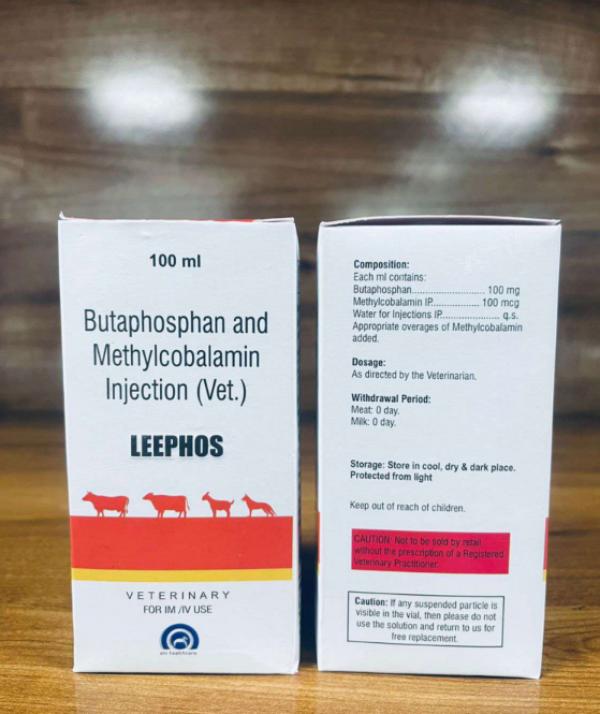 100 ml
Butaphosphan and
Methylcobalamin
Injection (Vet.)
LEEPHOS
VETERINARY
FOR IM /IV USE
Composition:
Each ml contains:
Butaphosphan........................ 100 mg
Methylcobalamin IP............... 100 mcg
Water for Injections IP.................. q.s.
Appropriate overages of Methylcobalamin
added.
Dosage:
As directed by the Veterinarian.
Withdrawal Period:
Meat: 0 day.
Milk: 0 day.
Storage: Store in cool, dry & dark place.
Protected from light
Keep out of reach of children.
CAUTION: Not to be sold by retail
without the prescription of a Registered
Veterinary Practitioner.
Caution: If any suspended particle is
visible in the vial, then please do not
use the solution and return to us for
free replacement.